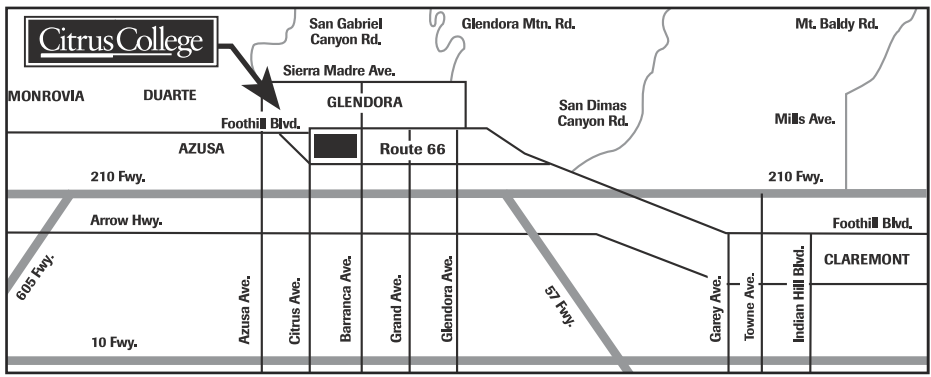 San Gabriel
Canyon Rd.
Glendora Mtn. Rd.
Mt. Baldy Rd.
Citrus College
Sierra Madre Ave.
MONROVIA
DUARTE
GLENDORA
San Dimas
Canyon Rd.
Mills Ave.
Foothill Blvd.
AZUSA
Route 66
210 Fwy.
210 Fwy.
Arrow Hwy.
Foothill Blvd.
CLAREMONT
605 Fwy.
Azusa Ave.
Citrus Ave.
Barranca Ave.
Grand Ave.
Glendora Ave.
57 Fwy.
Garey Ave.
Towne Ave.
Indian Hill Blvd.
10 Fwy.